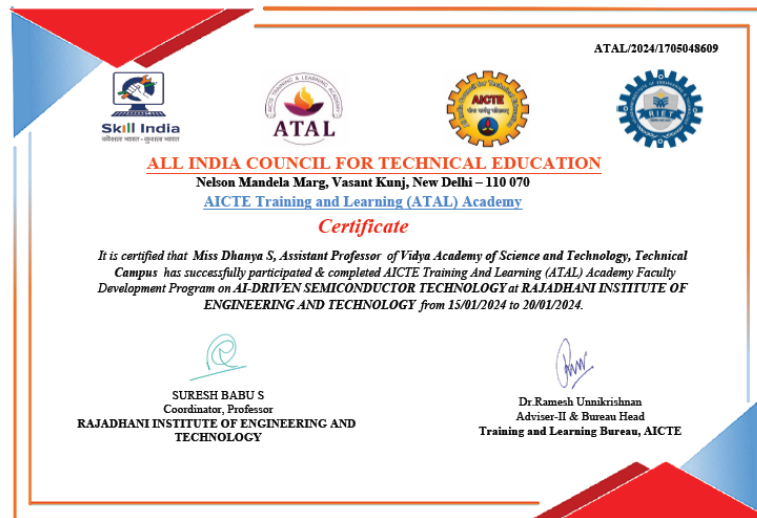 ATAL/2024/1705048609
Skill India
कौशल भारत - कुशल भारत
AICTE TRAINING & LEARNING ACADEMY
ATAL
AICTE
RIET
ALL INDIA COUNCIL FOR TECHNICAL EDUCATION
Nelson Mandela Marg, Vasant Kunj, New Delhi – 110 070
AICTE Training and Learning (ATAL) Academy
Certificate
It is certified that Miss Dhanya S, Assistant Professor of Vidya Academy of Science and Technology, Technical
Campus has successfully participated & completed AICTE Training And Learning (ATAL) Academy Faculty
Development Program on AI-DRIVEN SEMICONDUCTOR TECHNOLOGY at RAJADHANI INSTITUTE OF
ENGINEERING AND TECHNOLOGY from 15/01/2024 to 20/01/2024.
SURESH BABU S
Coordinator, Professor
RAJADHANI INSTITUTE OF ENGINEERING AND
TECHNOLOGY
Dr.Ramesh Unnikrishnan
Adviser-II & Bureau Head
Training and Learning Bureau, AICTE